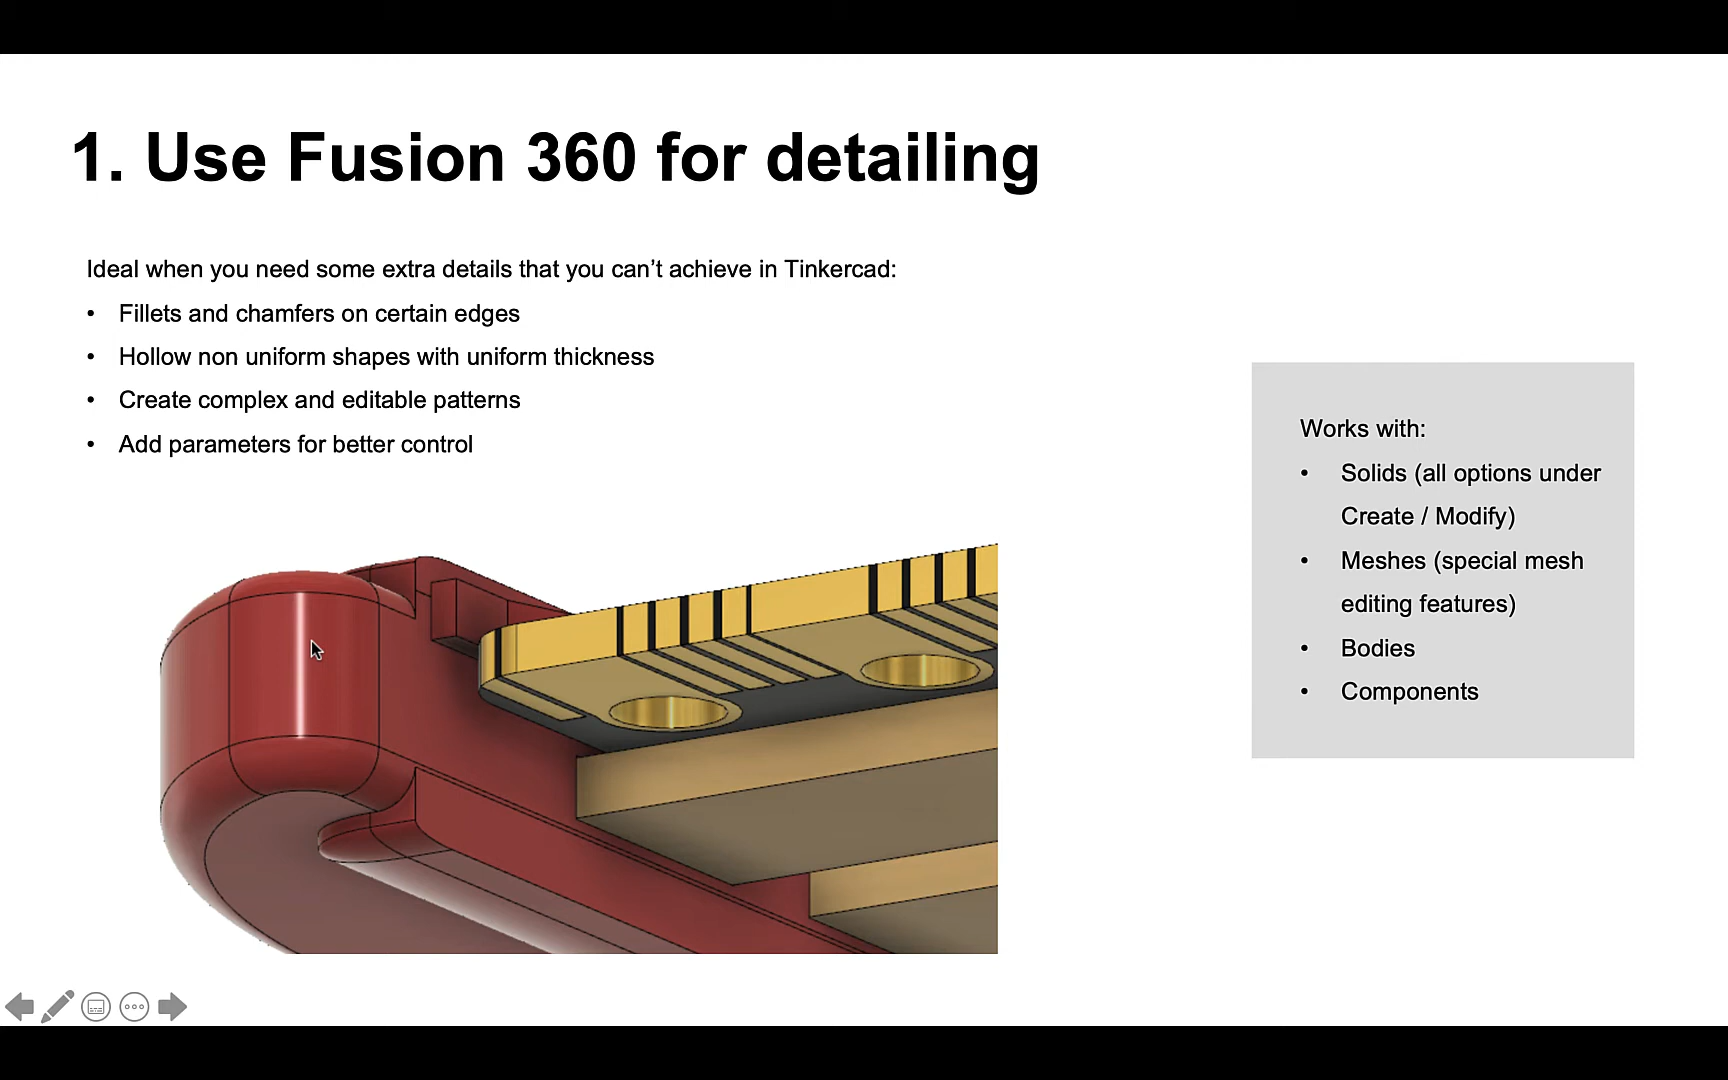 1. Use Fusion 360 for detailing
Ideal when you need some extra details that you can’t achieve in Tinkercad:
• Fillets and chamfers on certain edges
• Hollow non uniform shapes with uniform thickness
• Create complex and editable patterns
• Add parameters for better control
Works with:
• Solids (all options under
Create / Modify)
• Meshes (special mesh
editing features)
• Bodies
• Components